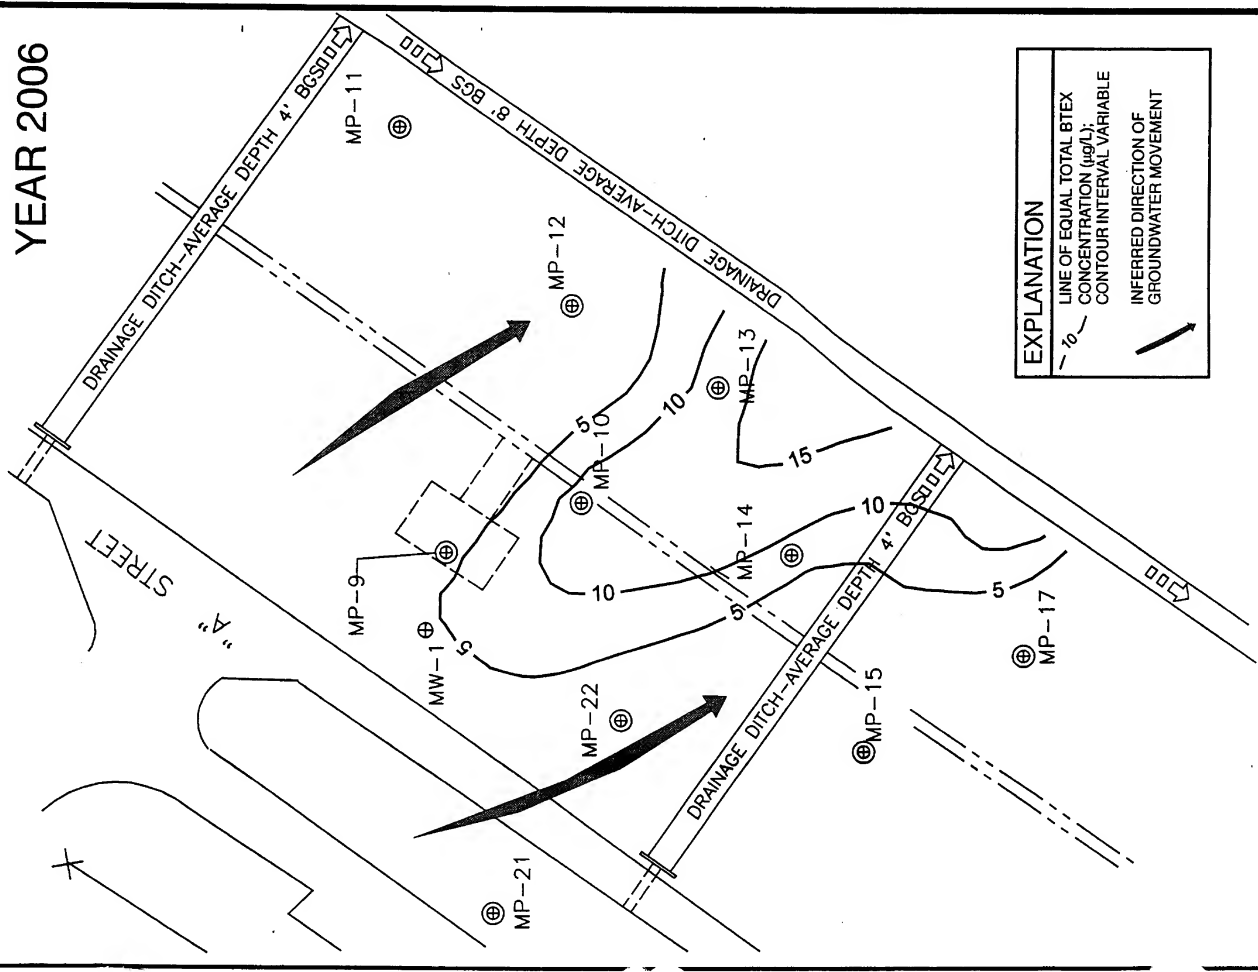 YEAR 2006
DRAINAGE DITCH-AVERAGE DEPTH 4' BGS
DRAINAGE DITCH-AVERAGE DEPTH 8' BGS
MP-11
MP-12
"A" STREET
MP-9
MW-1
MP-10
MP-13
MP-14
MP-22
MP-21
MP-15
MP-17
5
5
5
5
10
10
10
15
DRAINAGE DITCH-AVERAGE DEPTH 4' BGS
EXPLANATION
10
LINE OF EQUAL TOTAL BTEX
CONCENTRATION (µg/L);
CONTOUR INTERVAL VARIABLE
INFERRED DIRECTION OF
GROUNDWATER MOVEMENT